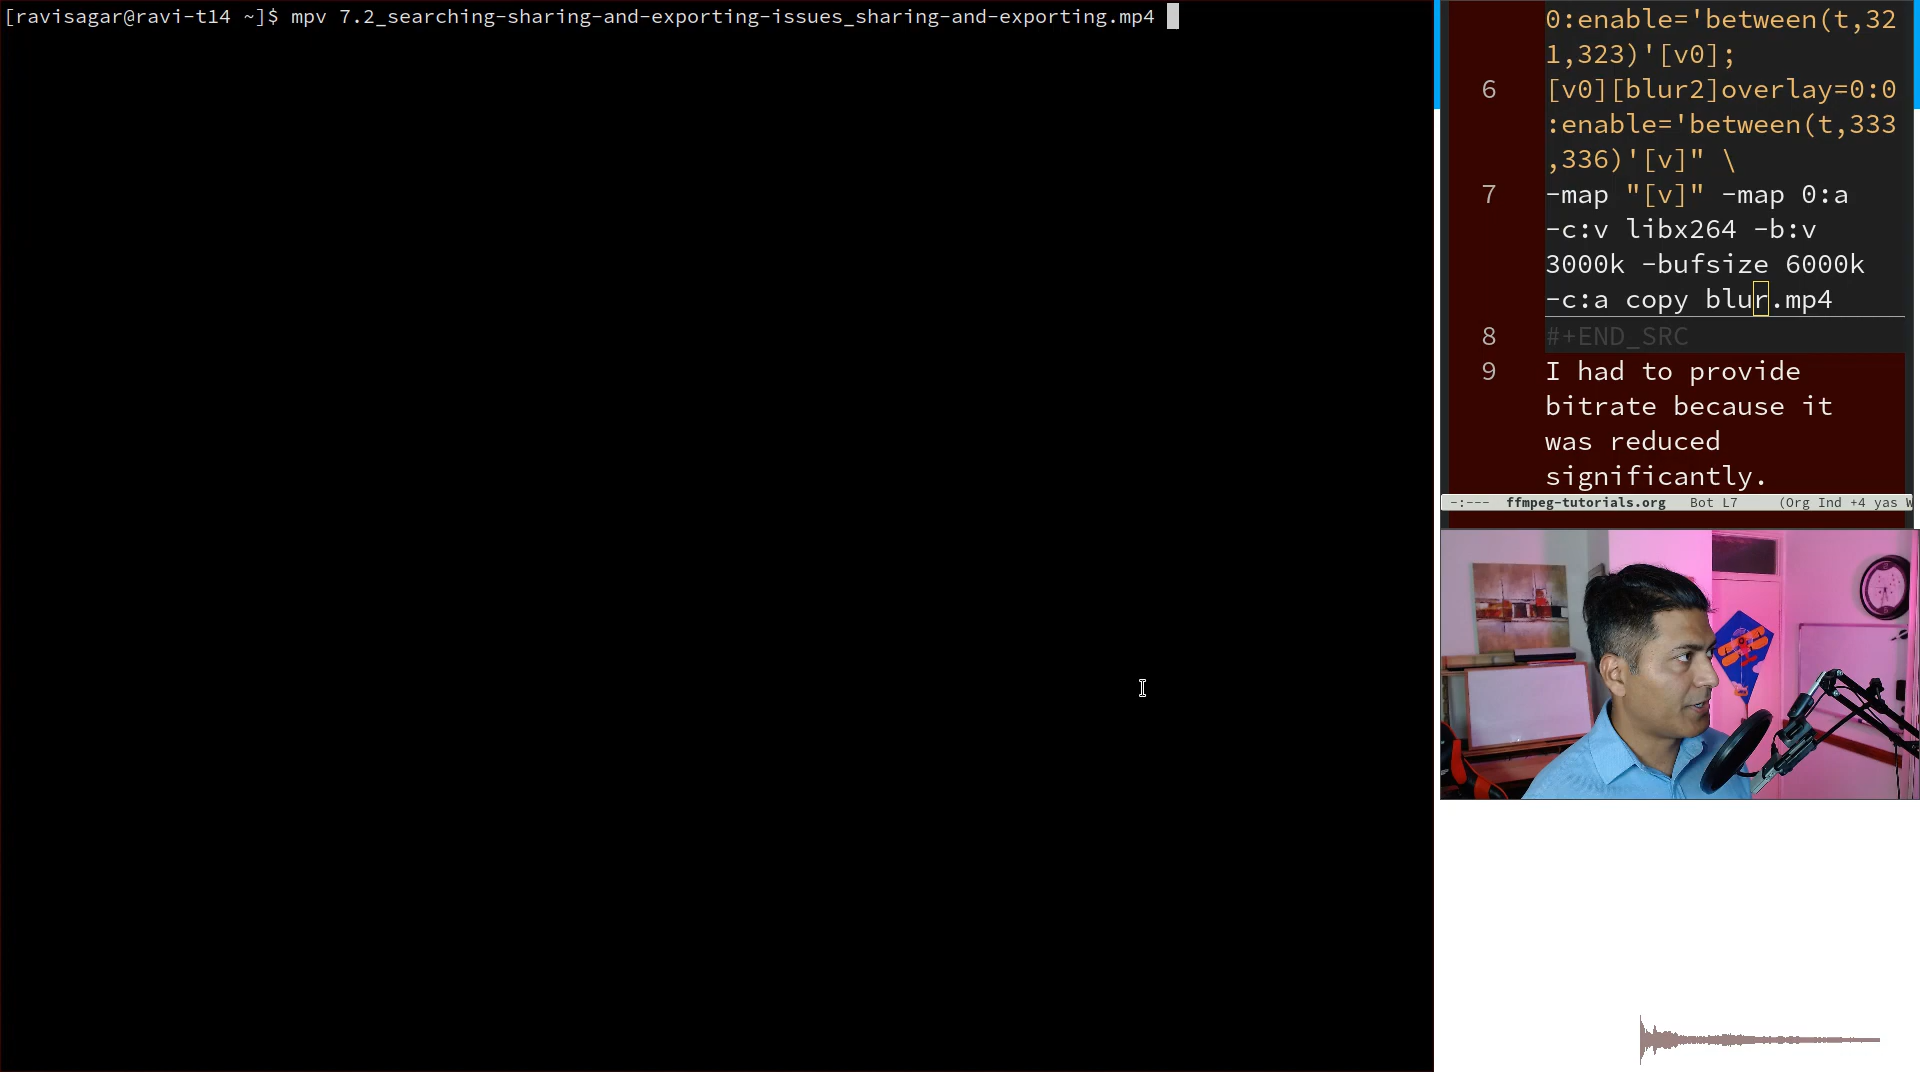 [ravisagar@ravi-t14 ~]$ mpv 7.2_searching-sharing-and-exporting-issues_sharing-and-exporting.mp4
0:enable='between(t,32
1,323)'[v0];
6 [v0][blur2]overlay=0:0
:enable='between(t,333
,336)'[v]" \
7 -map "[v]" -map 0:a
-c:v libx264 -b:v
3000k -bufsize 6000k
-c:a copy blur.mp4
8 #+END_SRC
9 I had to provide
bitrate because it
was reduced
significantly.
-:--- ffmpeg-tutorials.org Bot L7 (Org Ind +4 yas W